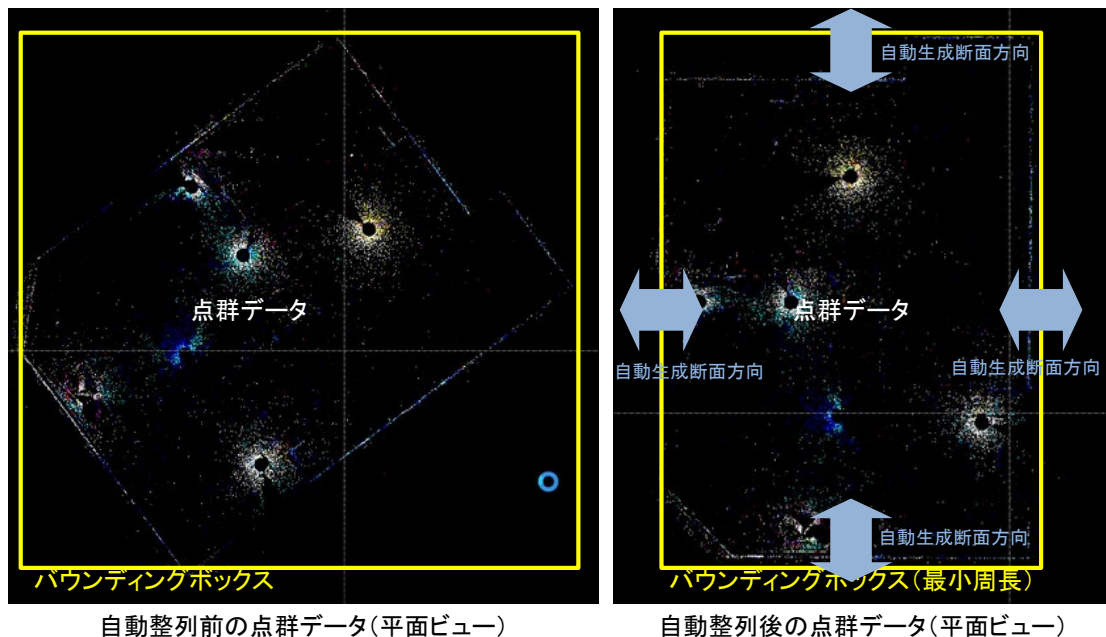 点群データ
バウンディングボックス
自動整列前の点群データ(平面ビュー)
自動生成断面方向
点群データ
自動生成断面方向
自動生成断面方向
自動生成断面方向
バウンディングボックス(最小周長)
自動整列後の点群データ(平面ビュー)